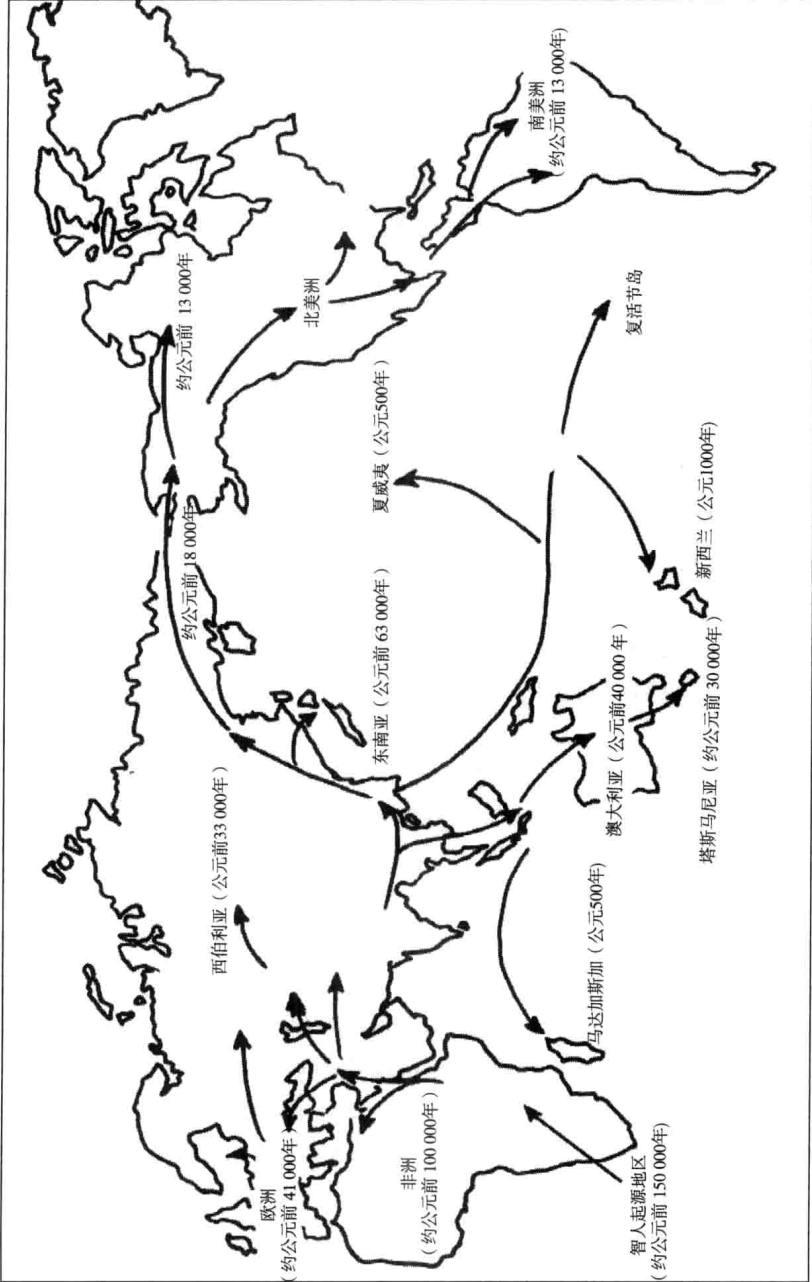 智人起源地区
（约公元前 150 000年）
非洲
（约公元前 100 000年）
欧洲
（约公元前 41 000年）
西伯利亚（公元前33 000年）
马达加斯加（公元500年）
东南亚（公元前 63 000年）
澳大利亚（公元前40 000 年）
塔斯马尼亚（约公元前 30 000年）
约公元前 18 000年
夏威夷（公元500年）
新西兰（公元1000年）
约公元前 13 000年
北美洲
复活节岛
南美洲
（约公元前 13 000年）